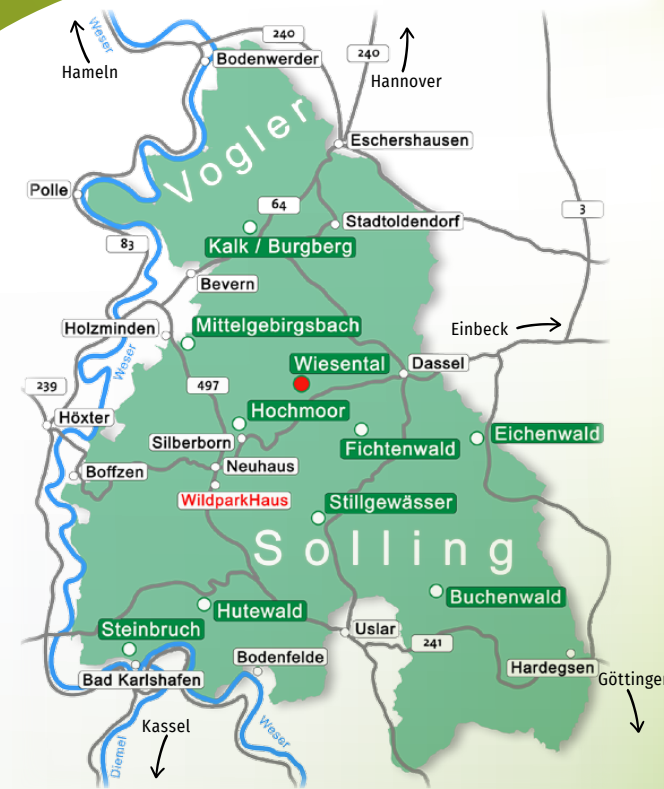 Weser
240
Hameln
Bodenwerder
240
Hannover
Vogler
Eschershausen
Polle
64
3
Stadtoldendorf
83
Kalk / Burgberg
Bevern
Holzminden
Mittelgebirgsbach
Einbeck
Weser
Wiesental
Dassel
239
497
Höxter
Hochmoor
Silberborn
Fichtenwald
Eichenwald
Boffzen
Neuhaus
WildparkHaus
Stillgewässer
Solling
Buchenwald
Hutewald
Steinbruch
Uslar
241
Bodenfelde
Hardegsen
Bad Karlshafen
Göttingen
Kassel
Weser
Diemel